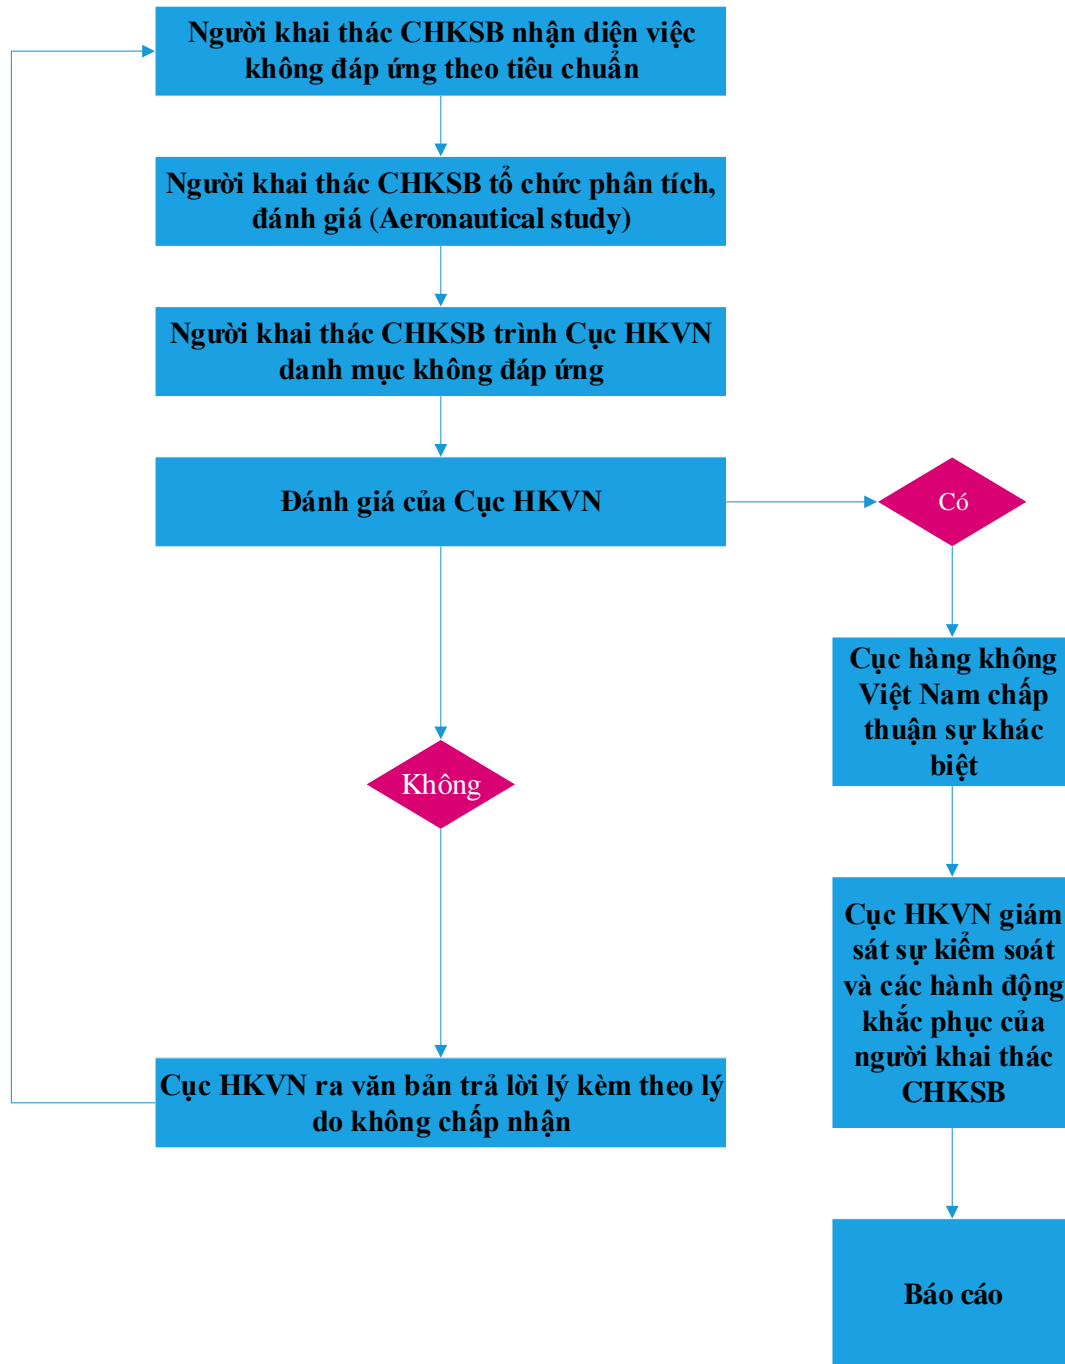 Người khai thác CHKSB nhận diện việc
không đáp ứng theo tiêu chuẩn
Người khai thác CHKSB tổ chức phân tích,
đánh giá (Aeronautical study)
Người khai thác CHKSB trình Cục HKVN
danh mục không đáp ứng
Đánh giá của Cục HKVN
Có
Cục hàng không
Việt Nam chấp
thuận sự khác
biệt
Không
Cục HKVN giám
sát sự kiểm soát
và các hành động
khắc phục của
người khai thác
CHKSB
Cục HKVN ra văn bản trả lời lý kèm theo lý
do không chấp nhận
Báo cáo